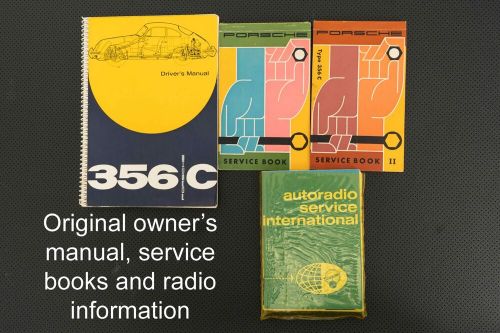 Driver's Manual
356 C
PORSCHE
SERVICE BOOK
PORSCHE
Type 356 C
SERVICE BOOK II
autoradio
service
international
Original owner's
manual, service
books and radio
information